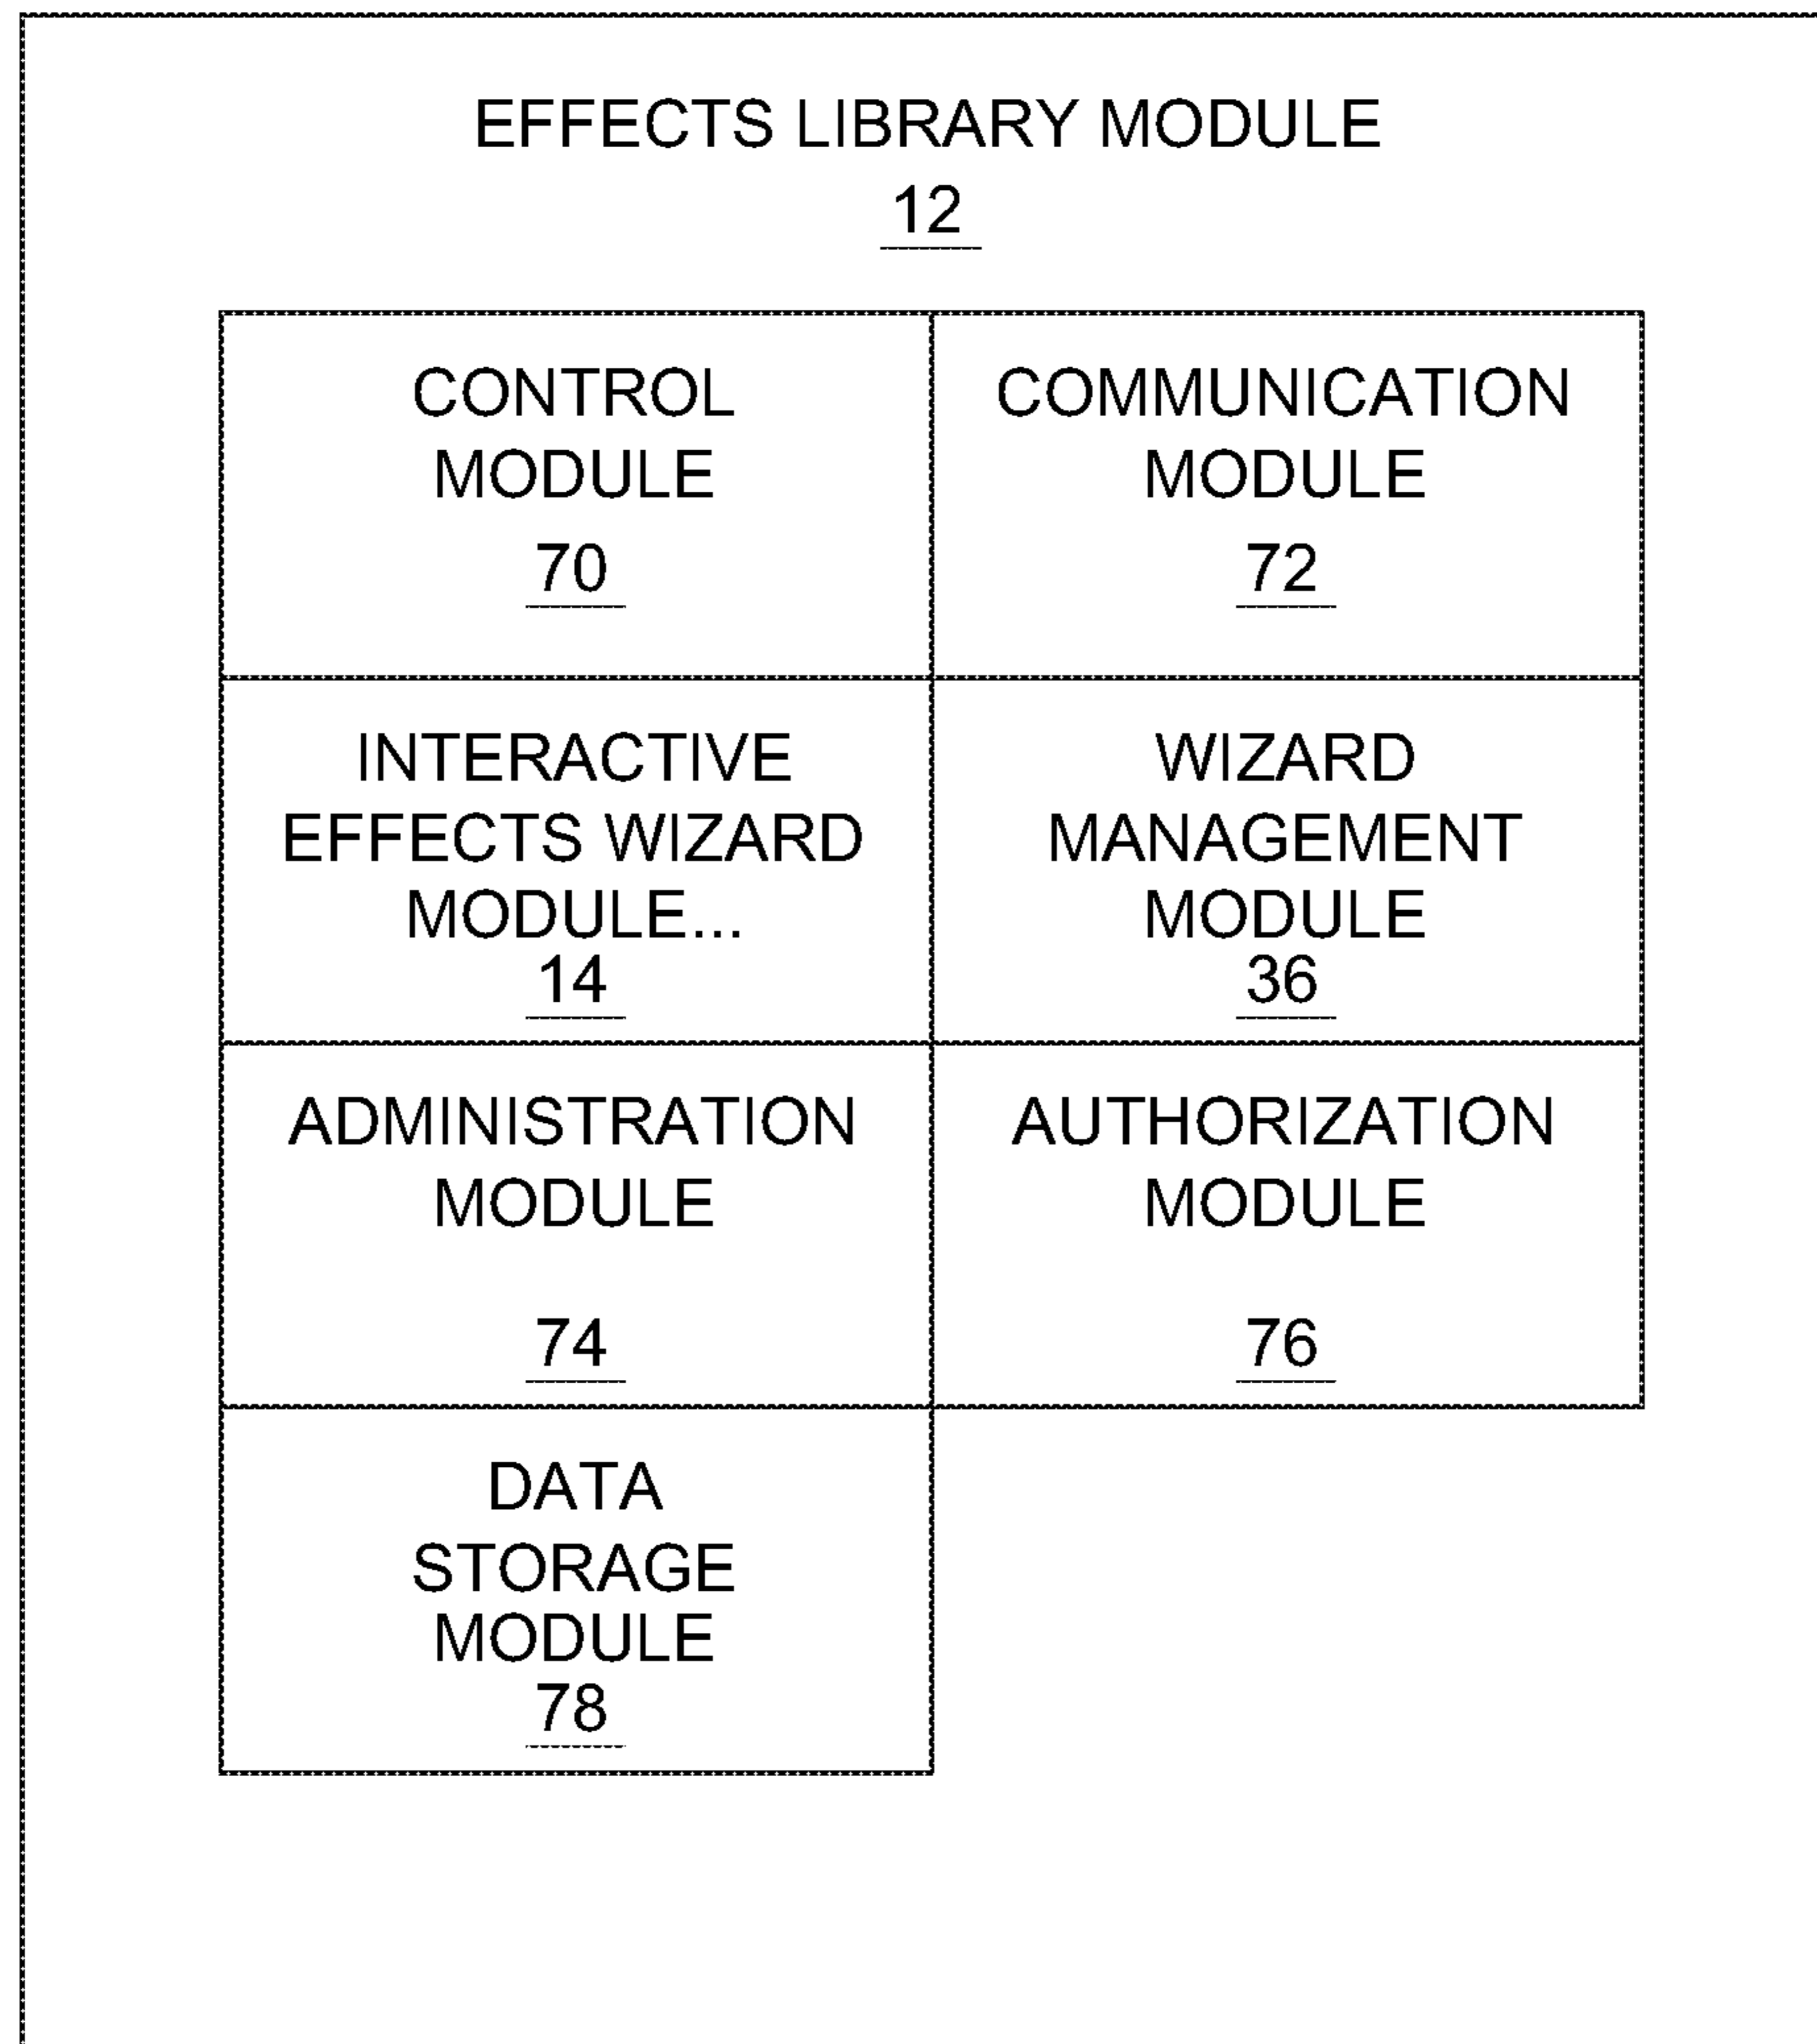 EFFECTS LIBRARY MODULE
12
CONTROL
MODULE
70
COMMUNICATION
MODULE
72
INTERACTIVE
EFFECTS WIZARD
MODULE...
14
WIZARD
MANAGEMENT
MODULE
36
ADMINISTRATION
MODULE
74
AUTHORIZATION
MODULE
76
DATA
STORAGE
MODULE
78